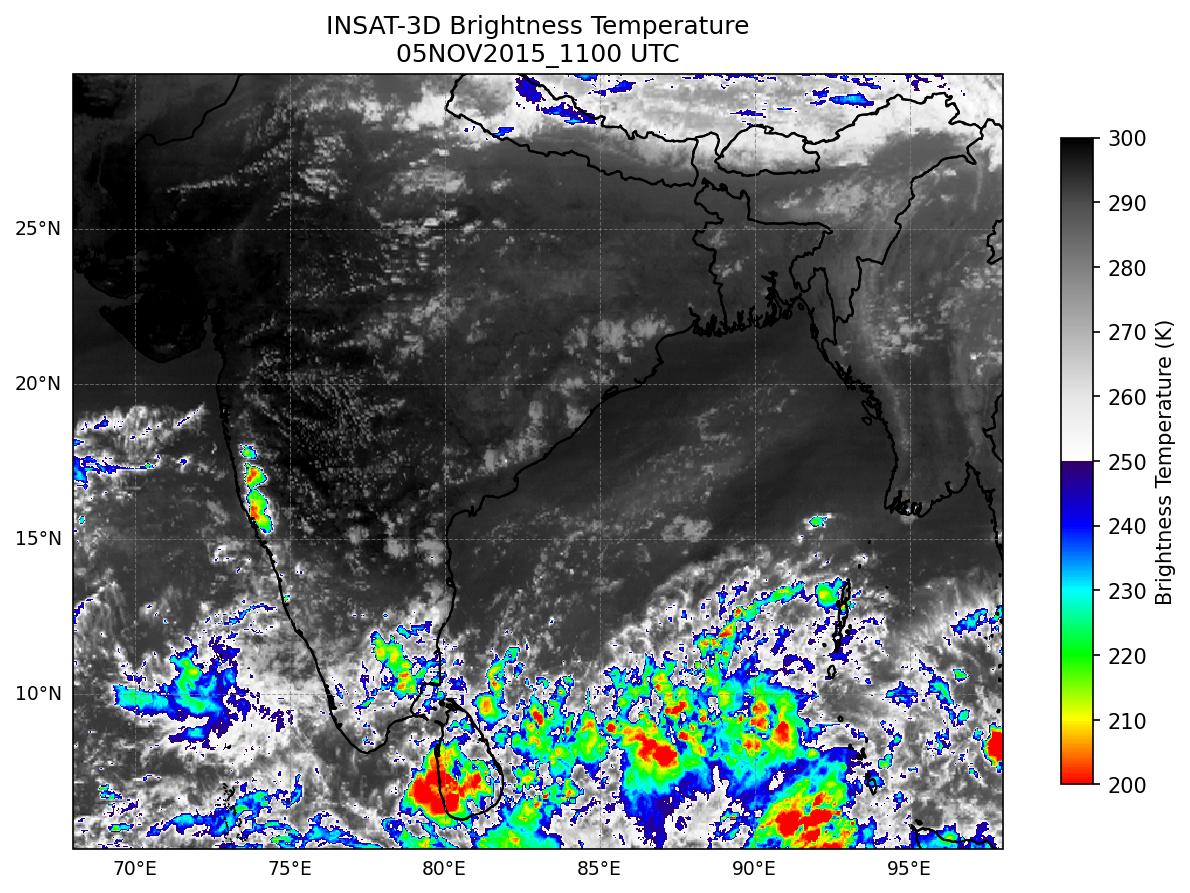 INSAT-3D Brightness Temperature
05NOV2015_1100 UTC
25°N
20°N
15°N
10°N
70°E
75°E
80°E
85°E
90°E
95°E
300
290
280
270
260
250
240
230
220
210
200
Brightness Temperature (K)